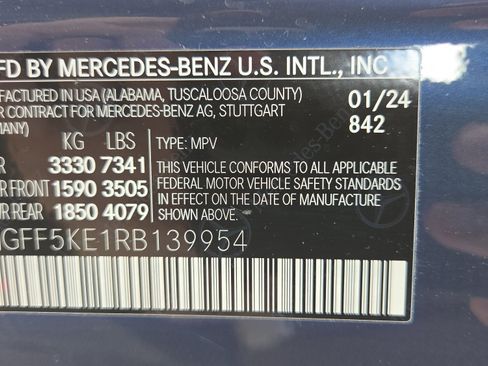 FD BY MERCEDES-BENZ U.S. INTL., INC
FACTURED IN USA (ALABAMA, TUSCALOOSA COUNTY)
R CONTRACT FOR MERCEDES-BENZ AG, STUTTGART
MANY)
01/24
842
KG LBS
TYPE: MPV
R 3330 7341
FRONT 1590 3505
R REAR 1850 4079
THIS VEHICLE CONFORMS TO ALL APPLICABLE
FEDERAL MOTOR VEHICLE SAFETY STANDARDS
IN EFFECT ON THE DATE OF MANUFACTURE
SHOWN ABOVE.
GFF5KE1RB139954